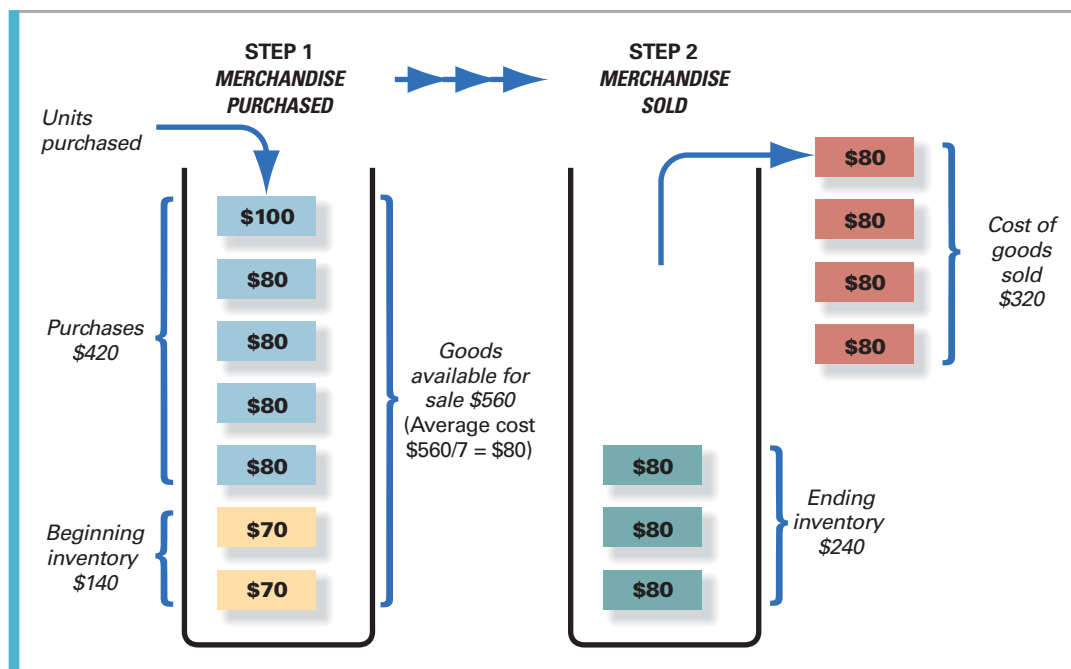 STEP 1
MERCHANDISE
PURCHASED
STEP 2
MERCHANDISE
SOLD
Units
purchased
$100
$80
$80
$80
$80
$70
$70
Purchases
$420
Beginning
inventory
$140
Goods
available for
sale $560
(Average cost
$560/7 = $80)
$80
$80
$80
$80
Cost of
goods
sold
$320
$80
$80
$80
Ending
inventory
$240